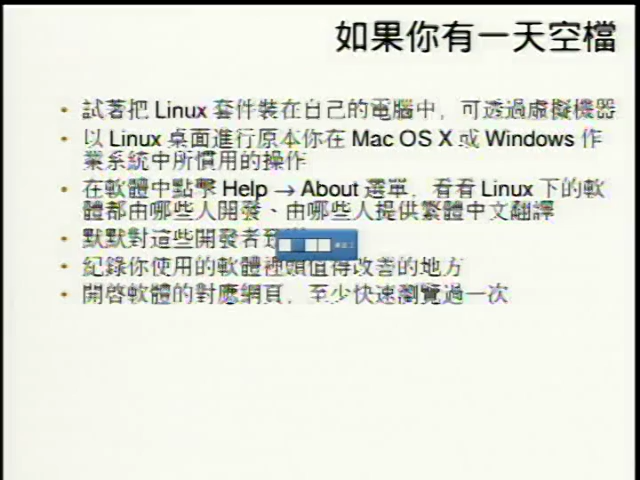 如果你有一天空檔
• 試著把 Linux 套件裝在自己的電腦中，可透過虛擬機器
• 以 Linux 桌面進行原本你在 Mac OS X 或 Windows 作
業系統中所慣用的操作
• 在軟體中點擊 Help → About 選單，看看 Linux 下的軟
體都由哪些人開發、由哪些人提供繁體中文翻譯
• 默默對這些開發者
• 紀錄你使用的軟體裡頭值得改善的地方
• 開啓軟體的對應網頁，至少快速瀏覽過一次